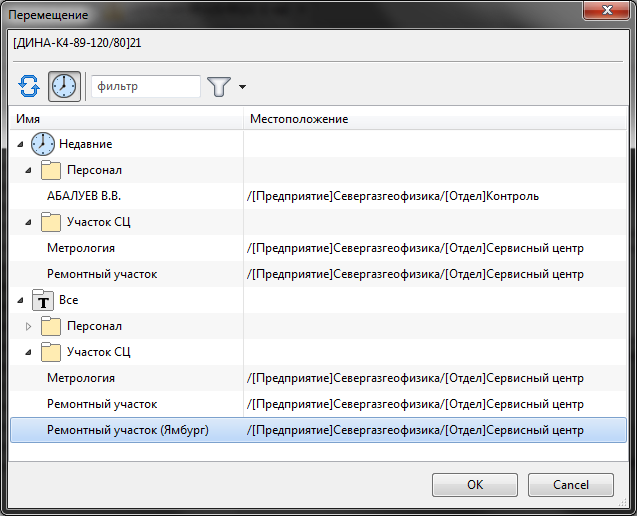 Перемещение
[ДИНА-К4-89-120/80]21
фильтр
Имя Местоположение
Недавние
Персонал
АБАЛУЕВ В.В. /[Предприятие]Севергазгеофизика/[Отдел]Контроль
Участок СЦ
Метрология /[Предприятие]Севергазгеофизика/[Отдел]Сервисный центр
Ремонтный участок /[Предприятие]Севергазгеофизика/[Отдел]Сервисный центр
T Все
Персонал
Участок СЦ
Метрология /[Предприятие]Севергазгеофизика/[Отдел]Сервисный центр
Ремонтный участок /[Предприятие]Севергазгеофизика/[Отдел]Сервисный центр
Ремонтный участок (Ямбург) /[Предприятие]Севергазгеофизика/[Отдел]Сервисный центр
OK Cancel